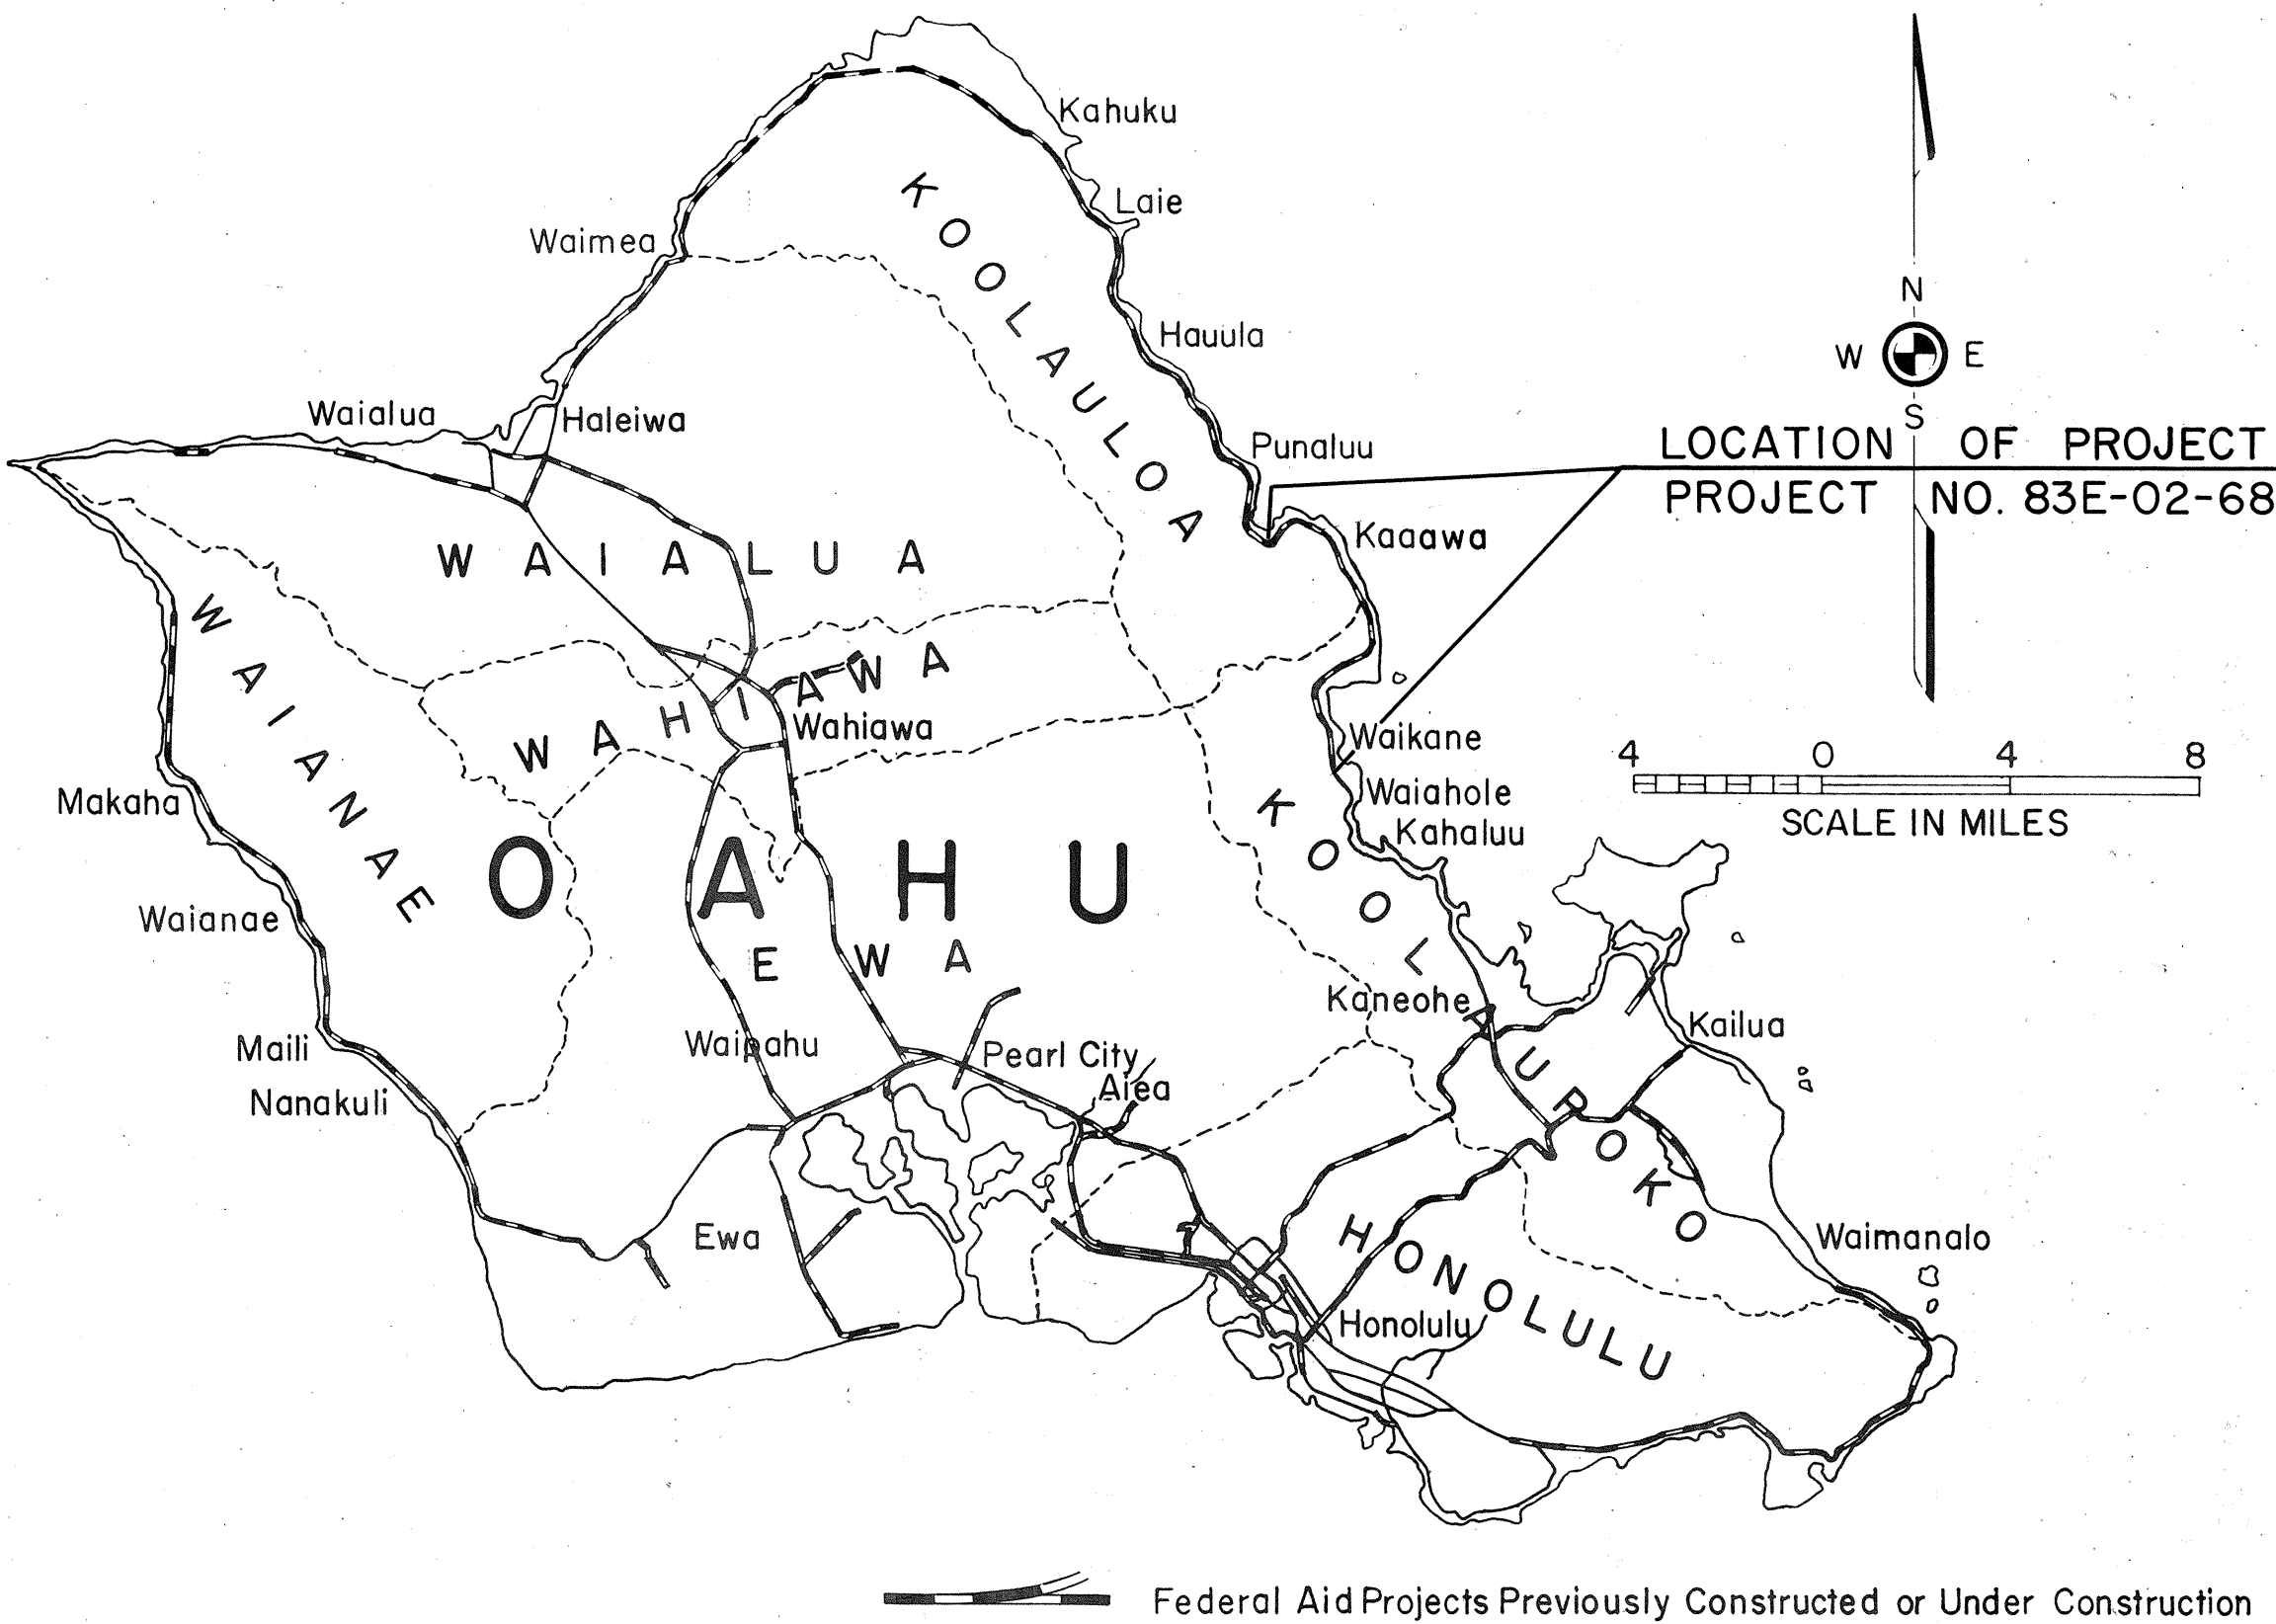 Kahuku
Laie
Waimea
KOOLAULOA
N
W E
S
Hauula
Waialua
Haleiwa
Punaluu
LOCATION OF PROJECT
PROJECT NO. 83E-02-68
Kaaawa
WAIALUA
WAIANAE
WAHIAWA
Wahiawa
Waikane
4 0 4 8
SCALE IN MILES
Makaha
Waiahole
Kahaluu
KOOLAUPOKO
OAHU
Waianae
EWA
Kaneohe
Kailua
Maili
Waipahu
Pearl City
Aiea
Nanakuli
Ewa
HONOLULU
Waimanalo
Honolulu
Federal Aid Projects Previously Constructed or Under Construction